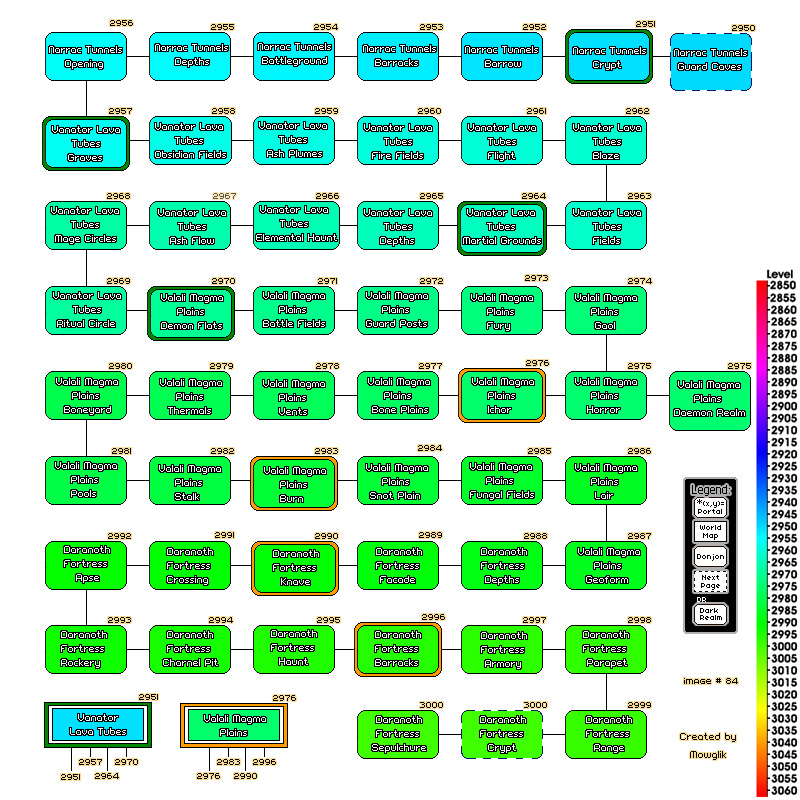 2956
2955
2954
2953
2952
2951
2950
Narrac Tunnels
Opening
Narrac Tunnels
Depths
Narrac Tunnels
Battleground
Narrac Tunnels
Barracks
Narrac Tunnels
Barrow
Narrac Tunnels
Crypt
Narrac Tunnels
Guard Caves
2957
2958
2959
2960
2961
2962
Vanator Lava
Tubes
Graves
Vanator Lava
Tubes
Obsidian Fields
Vanator Lava
Tubes
Ash Plumes
Vanator Lava
Tubes
Fire Fields
Vanator Lava
Tubes
Flight
Vanator Lava
Tubes
Blaze
2968
2967
2966
2965
2964
2963
Vanator Lava
Tubes
Mage Circles
Vanator Lava
Tubes
Ash Flow
Vanator Lava
Tubes
Elemental Haunt
Vanator Lava
Tubes
Depths
Vanator Lava
Tubes
Martial Grounds
Vanator Lava
Tubes
Fields
2969
2970
2971
2972
2973
2974
Vanator Lava
Tubes
Ritual Circle
Valali Magma
Plains
Demon Flats
Valali Magma
Plains
Battle Fields
Valali Magma
Plains
Guard Posts
Valali Magma
Plains
Fury
Valali Magma
Plains
Gaol
2980
2979
2978
2977
2976
2975
2975
Valali Magma
Plains
Boneyard
Valali Magma
Plains
Thermals
Valali Magma
Plains
Vents
Valali Magma
Plains
Bone Plains
Valali Magma
Plains
Ichor
Valali Magma
Plains
Horror
Valali Magma
Plains
Daemon Realm
2981
2982
2983
2984
2985
2986
Valali Magma
Plains
Pools
Valali Magma
Plains
Stalk
Valali Magma
Plains
Burn
Valali Magma
Plains
Snot Plain
Valali Magma
Plains
Fungal Fields
Valali Magma
Plains
Lair
2992
2991
2990
2989
2988
2987
Daranoth
Fortress
Apse
Daranoth
Fortress
Crossing
Daranoth
Fortress
Knave
Daranoth
Fortress
Facade
Daranoth
Fortress
Depths
Valali Magma
Plains
Geoform
2993
2994
2995
2996
2997
2998
Daranoth
Fortress
Rockery
Daranoth
Fortress
Charnel Pit
Daranoth
Fortress
Haunt
Daranoth
Fortress
Barracks
Daranoth
Fortress
Armory
Daranoth
Fortress
Parapet
2951
Vanator
Lava Tubes
2957
2970
2951
2964
2976
Valali Magma
Plains
2983
2996
2976
2990
3000
3000
2999
Daranoth
Fortress
Sepulchure
Daranoth
Fortress
Crypt
Daranoth
Fortress
Range
Legend:
*(x,y)=
Portal
World
Map
Donjon
Next
Page
DR
Dark
Realm
image # 84
Created by
Mowglik
Level
2850
2855
2860
2865
2870
2875
2880
2885
2890
2895
2900
2905
2910
2915
2920
2925
2930
2935
2940
2945
2950
2955
2960
2965
2970
2975
2980
2985
2990
2995
3000
3005
3010
3015
3020
3025
3030
3035
3040
3045
3050
3055
3060